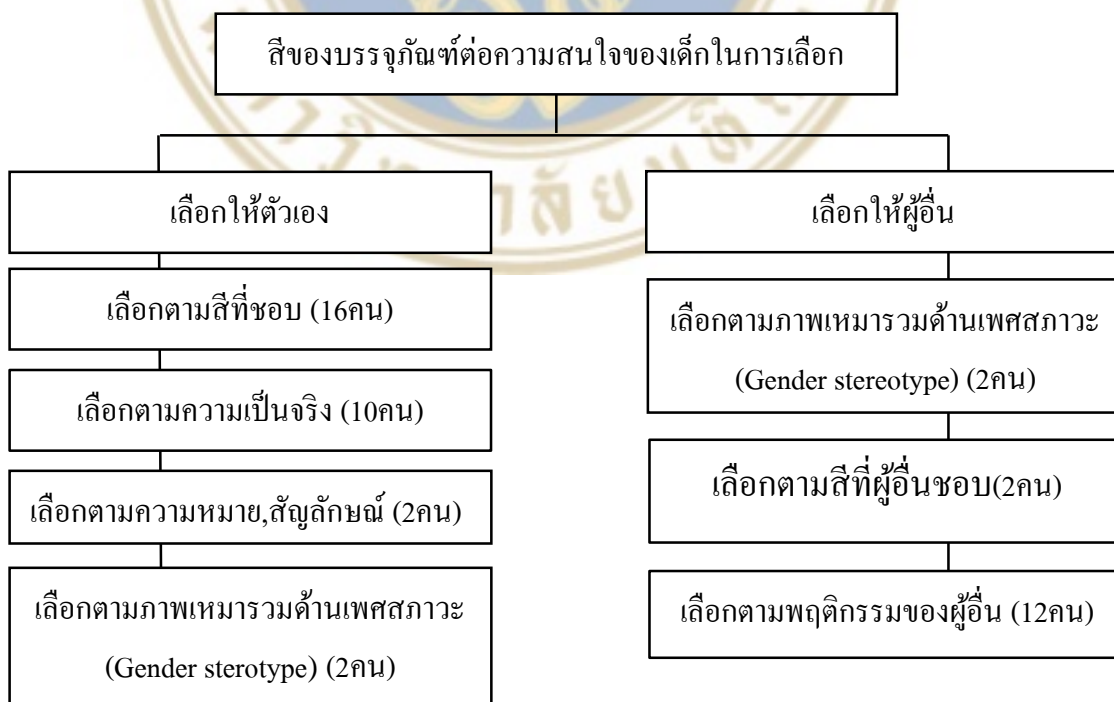 สีของบรรจุภัณฑ์ต่อความสนใจของเด็กในการเลือก
เลือกให้ตัวเอง
เลือกตามสีที่ชอบ (16คน)
เลือกตามความเป็นจริง (10คน)
เลือกตามความหมาย,สัญลักษณ์ (2คน)
เลือกตามภาพเหมารวมด้านเพศสภาวะ
(Gender sterotype) (2คน)
เลือกให้ผู้อื่น
เลือกตามภาพเหมารวมด้านเพศสภาวะ
(Gender stereotype) (2คน)
เลือกตามสีที่ผู้อื่นชอบ(2คน)
เลือกตามพฤติกรรมของผู้อื่น (12คน)